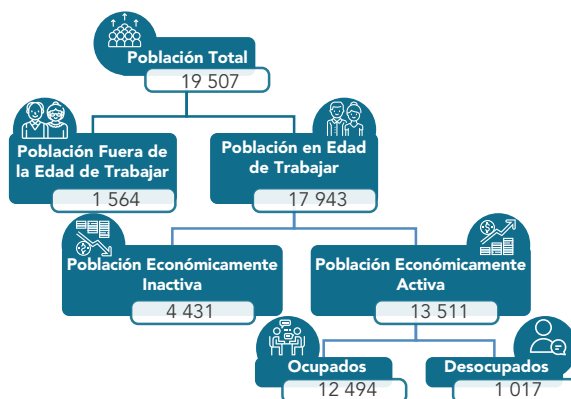 Población Total
19 507
Población Fuera de
la Edad de Trabajar
1 564
Población en Edad
de Trabajar
17 943
Población Económicamente
Inactiva
4 431
Población Económicamente
Activa
13 511
Ocupados
12 494
Desocupados
1 017